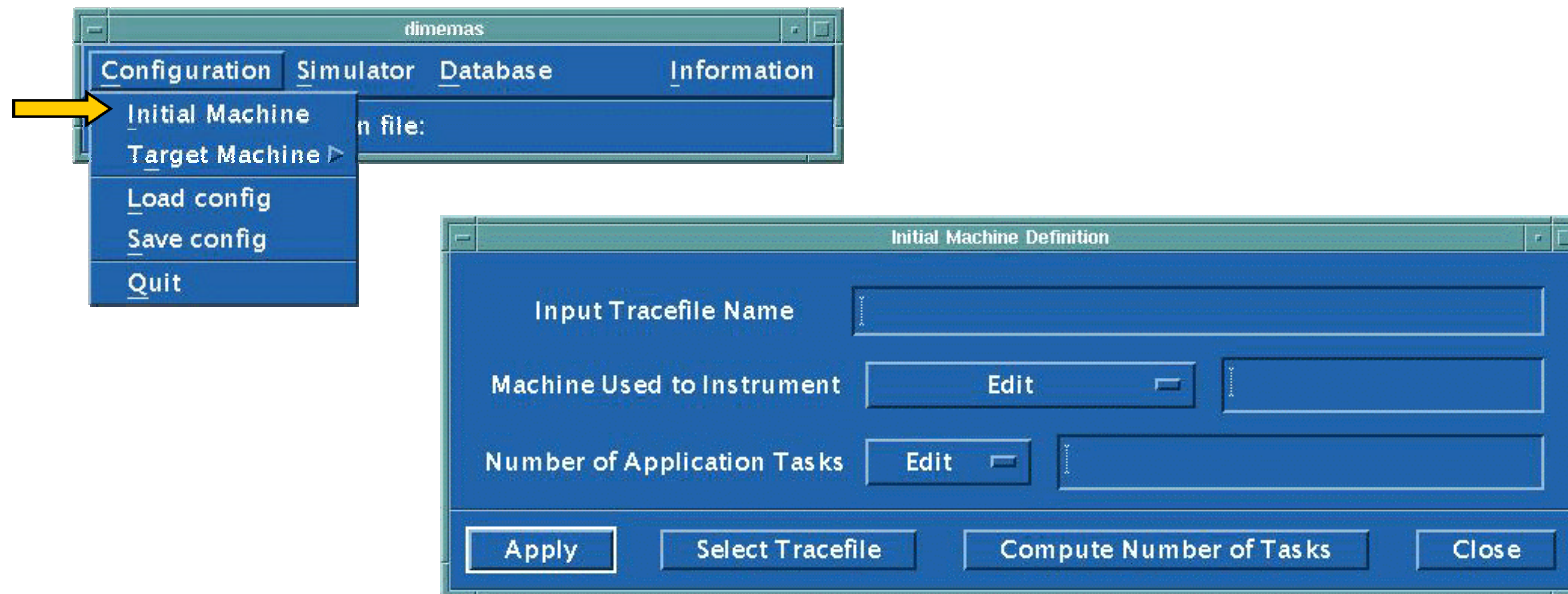 dimemas
Configuration Simulator Database Information
Initial Machine
n file:
Target Machine
Load config
Save config
Quit
Initial Machine Definition
Input Tracefile Name
Machine Used to Instrument Edit
Number of Application Tasks Edit
Apply Select Tracefile Compute Number of Tasks Close